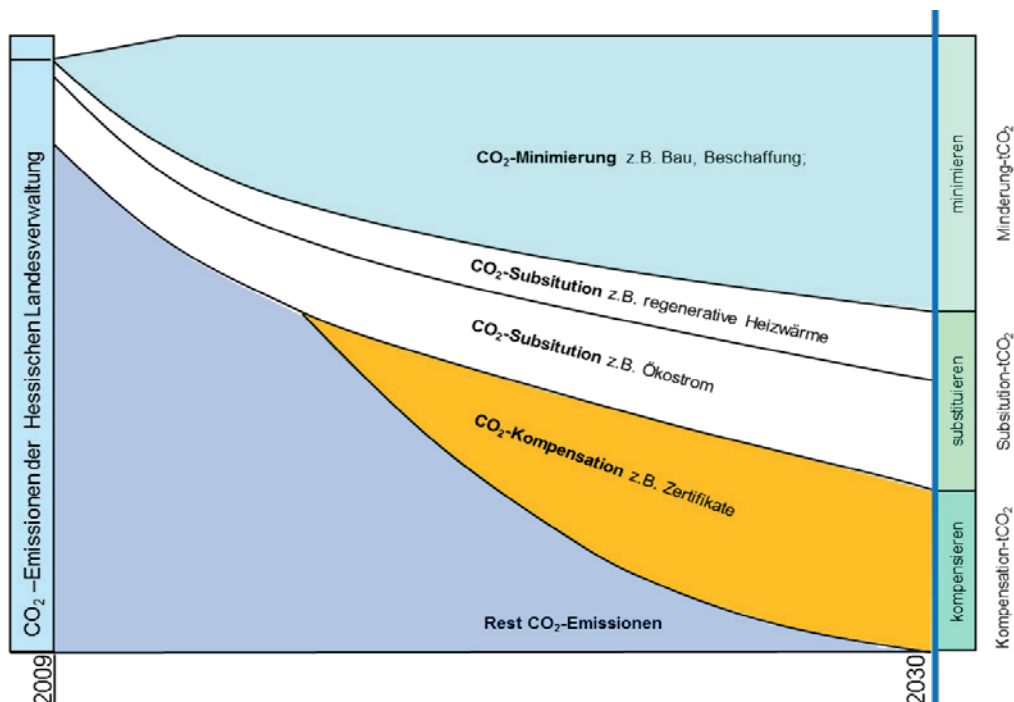 CO₂ –Emissionen der Hessischen Landesverwaltung
CO₂-Minimierung z.B. Bau, Beschaffung;
CO₂-Subsitution z.B. regenerative Heizwärme
CO₂-Subsitution
z.B. Ökostrom
CO₂-Kompensation z.B. Zertifikate
Rest CO₂-Emissionen
minimieren
substituieren
kompensieren
Minderung-tCO₂
Subsitution-tCO₂
Kompensation-tCO₂
2009
2030